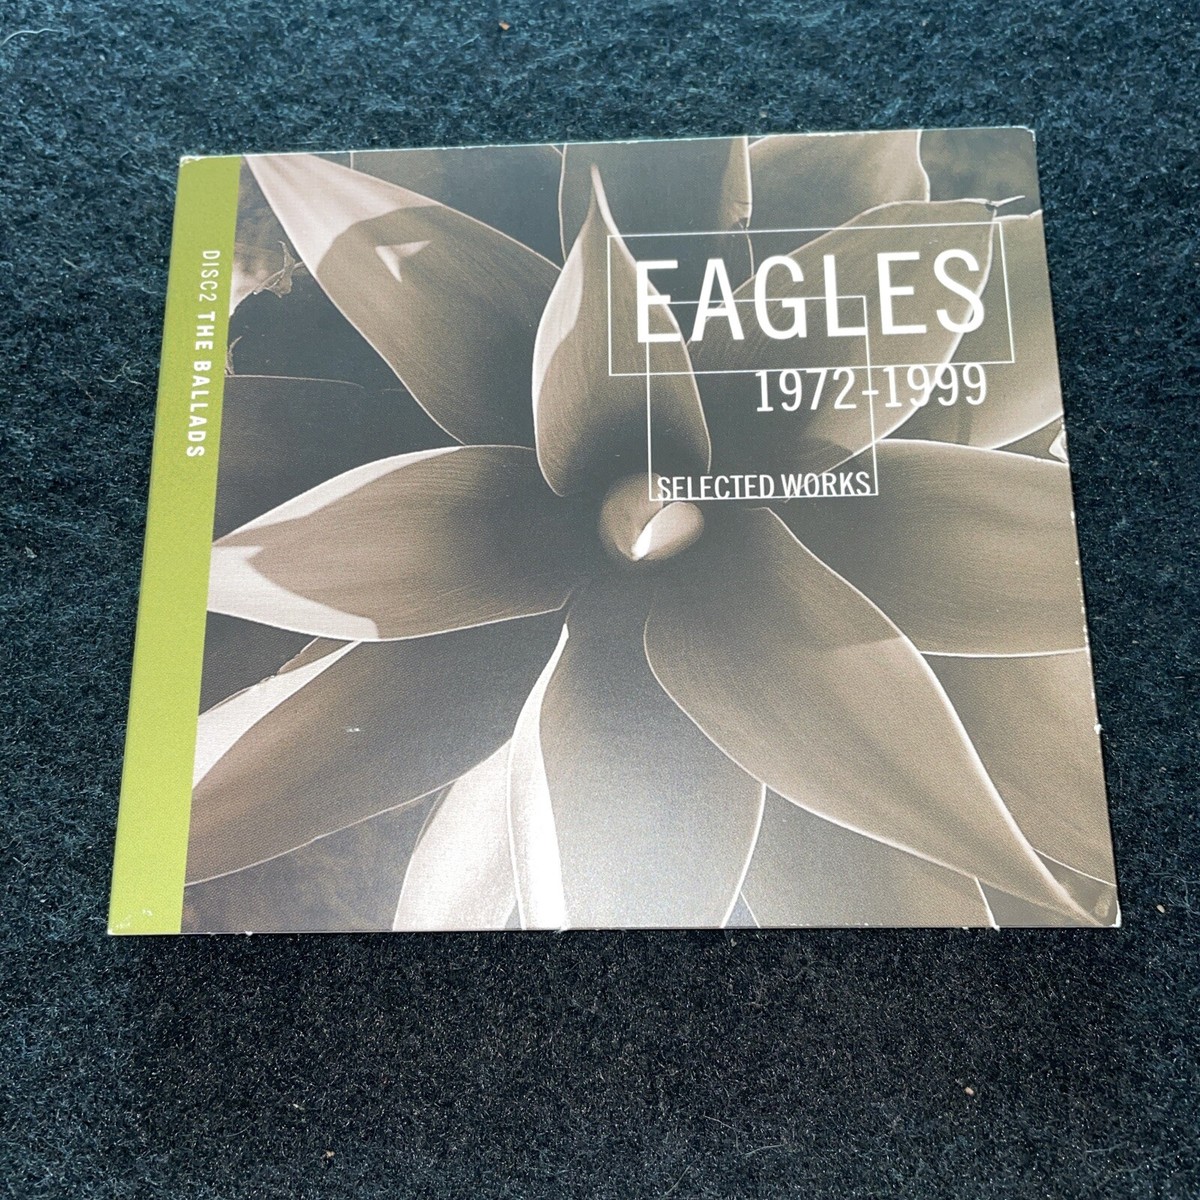 DISC2 THE BALLADS
EAGLES
1972-1999
SELECTED WORKS